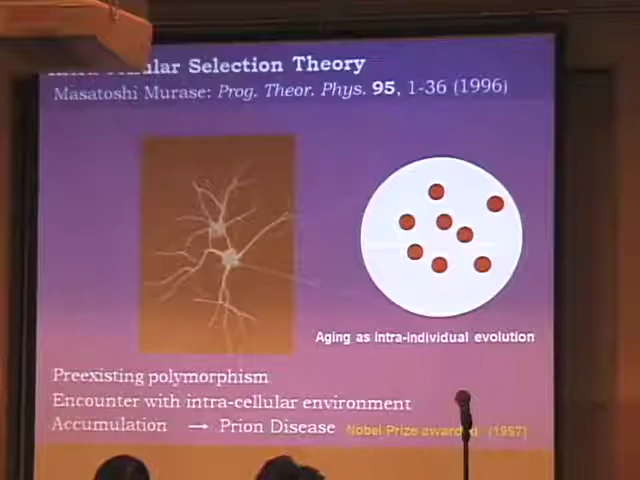 Selection Theory
Masatoshi Murase: Prog. Theor. Phys. 95, 1-36 (1996)
Aging as intra-individual evolution
Preexisting polymorphism
Encounter with intra-cellular environment
Accumulation → Prion Disease
Nobel Prize (1997)